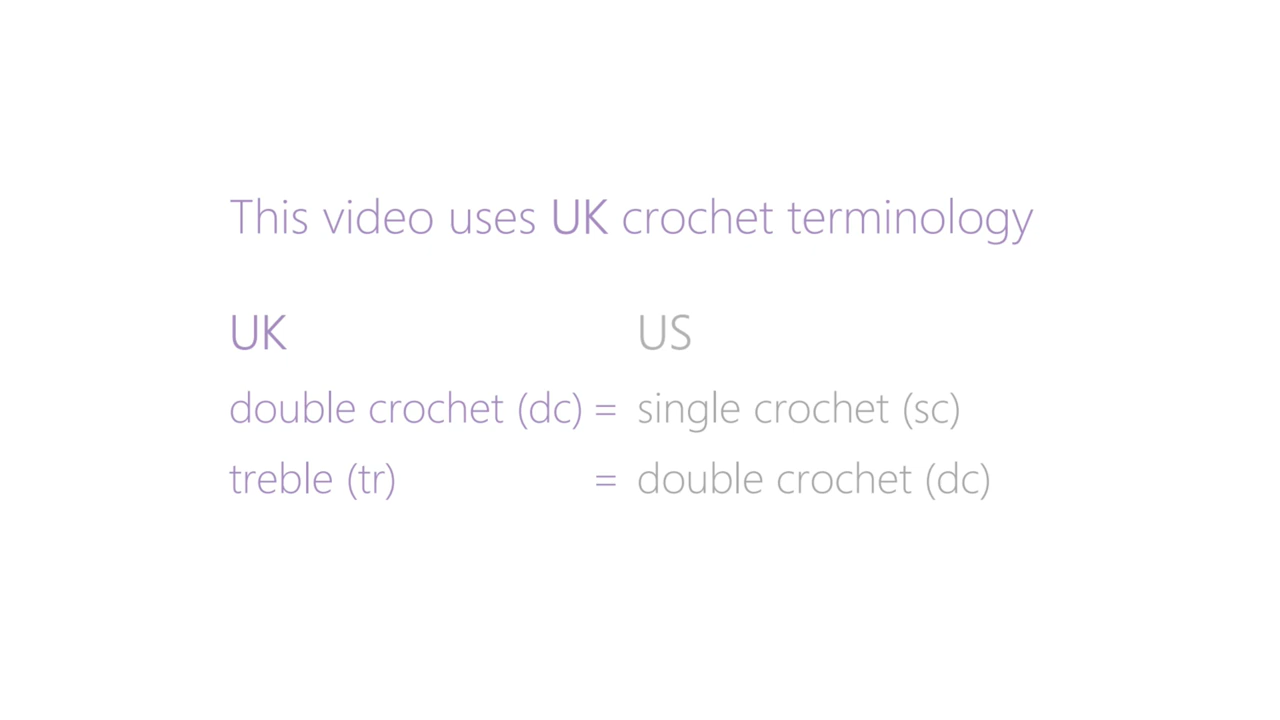 This video uses UK crochet terminology
UK US
double crochet (dc) = single crochet (sc)
treble (tr) = double crochet (dc)